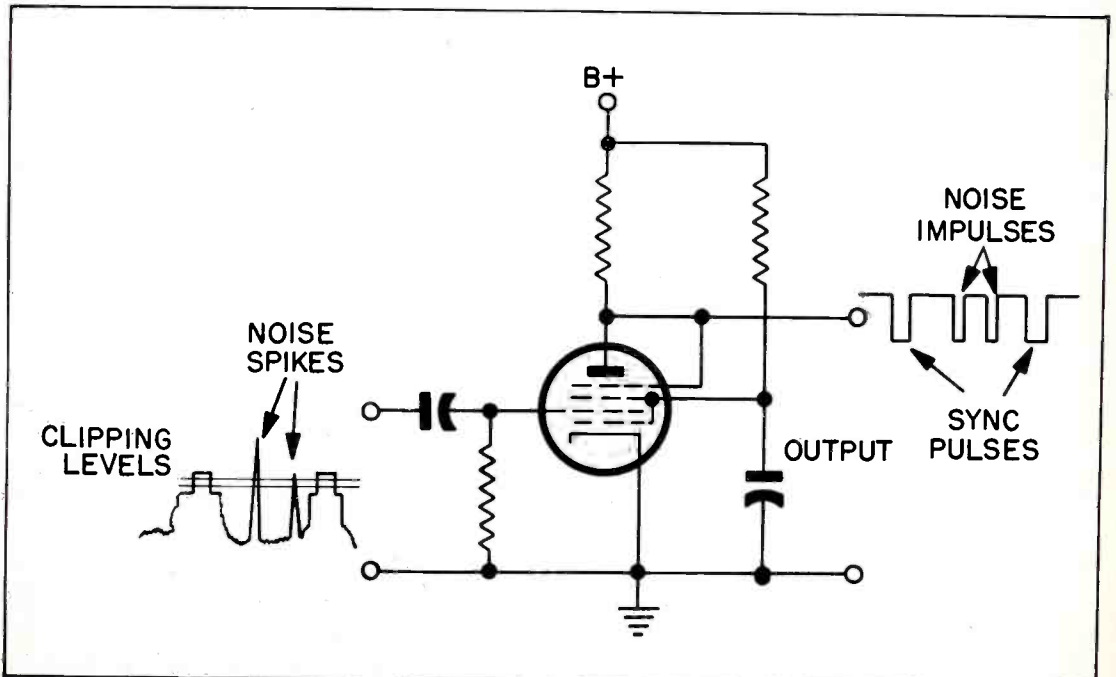 B+
NOISE
IMPULSES
NOISE
SPIKES
CLIPPING
LEVELS
OUTPUT
SYNC
PULSES